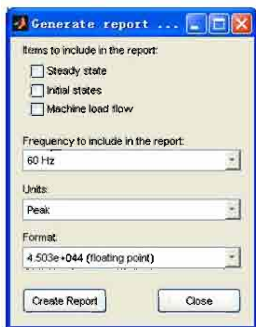 Generate report ...
Items to include in the report:
Steady state
Initial states
Machine load flow
Frequency to include in the report:
60 Hz
Units:
Peak
Format:
4.503e+044 (floating point)
Create Report
Close